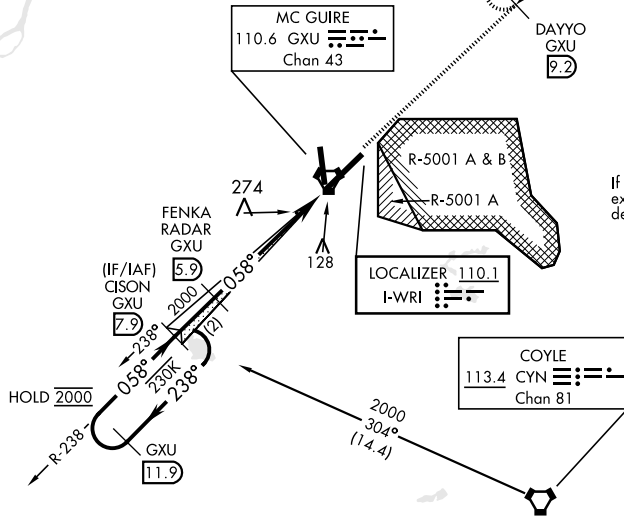 MC GUIRE
110.6 GXU
Chan 43
DAYYO
GXU
9.2
R-5001 A & B
R-5001 A
If
ex
de
274
128
FENKA
RADAR
GXU
5.9
(IF/IAF)
CJSON
GXU
7.9
LOCALIZER 110.1
I-WRI
058°
2000
(2)
238°
058°
230K
238°
HOLD 2000
R-238
GXU
11.9
COYLE
113.4 CYN
Chan 81
2000
304°
(14.4)